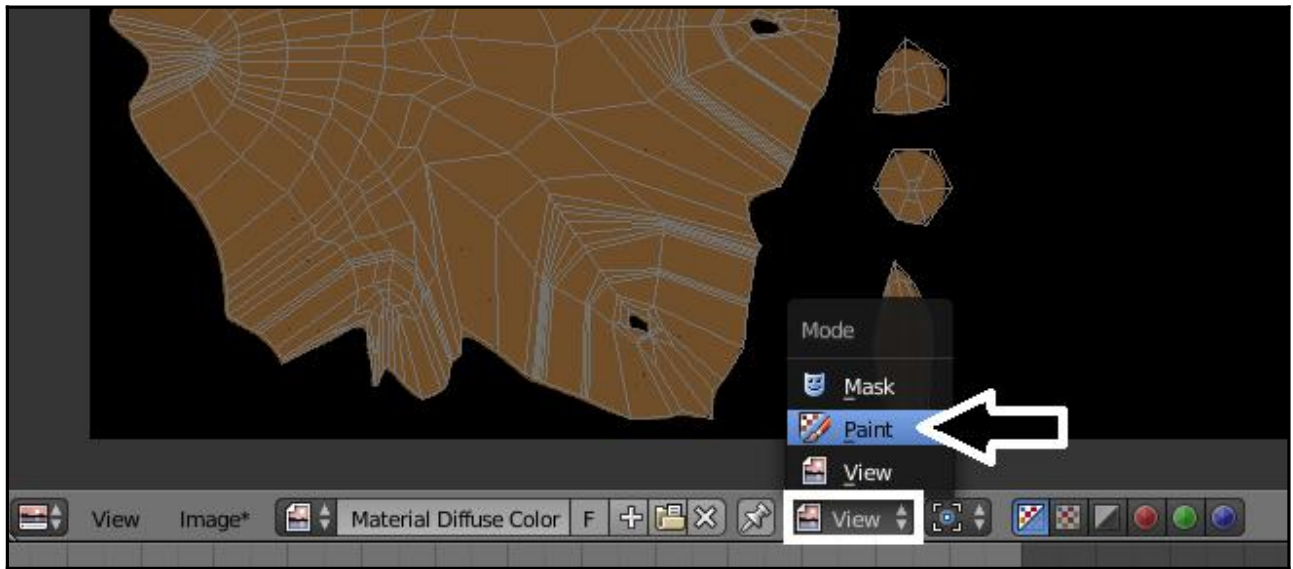 Mode
Mask
Paint
View
View Image* Material Diffuse Color F View